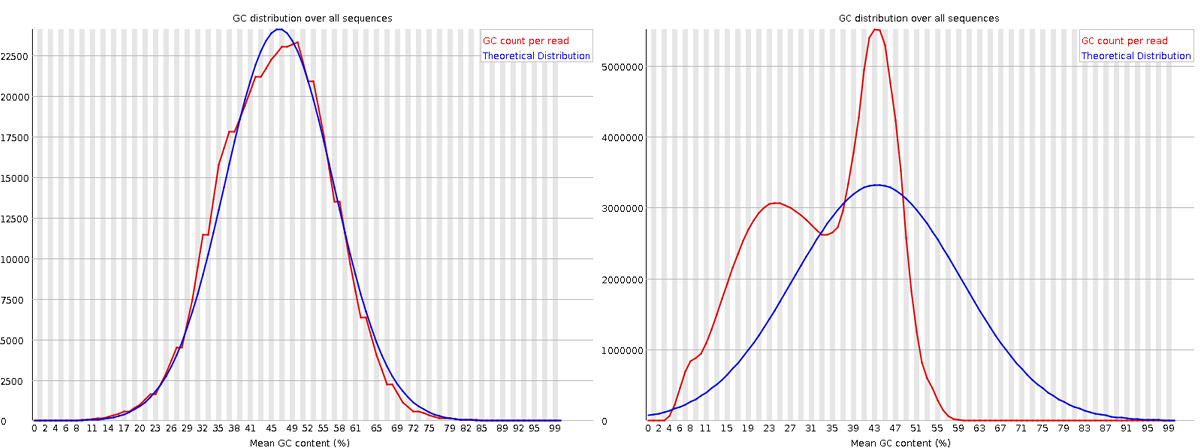 GC distribution over all sequences
GC count per read
Theoretical Distribution
22500
20000
17500
15000
12500
10000
7500
5000
2500
0
0 2 4 6 8 11 14 17 20 23 26 29 32 35 38 41 45 49 52 55 58 61 65 69 72 75 79 82 85 89 92 95 99
Mean GC content (%)
GC distribution over all sequences
GC count per read
Theoretical Distribution
5000000
4000000
3000000
2000000
1000000
0
0 2 4 6 8 11 15 19 23 27 31 35 39 43 47 51 55 59 63 67 71 75 79 83 87 91 95 99
Mean GC content (%)